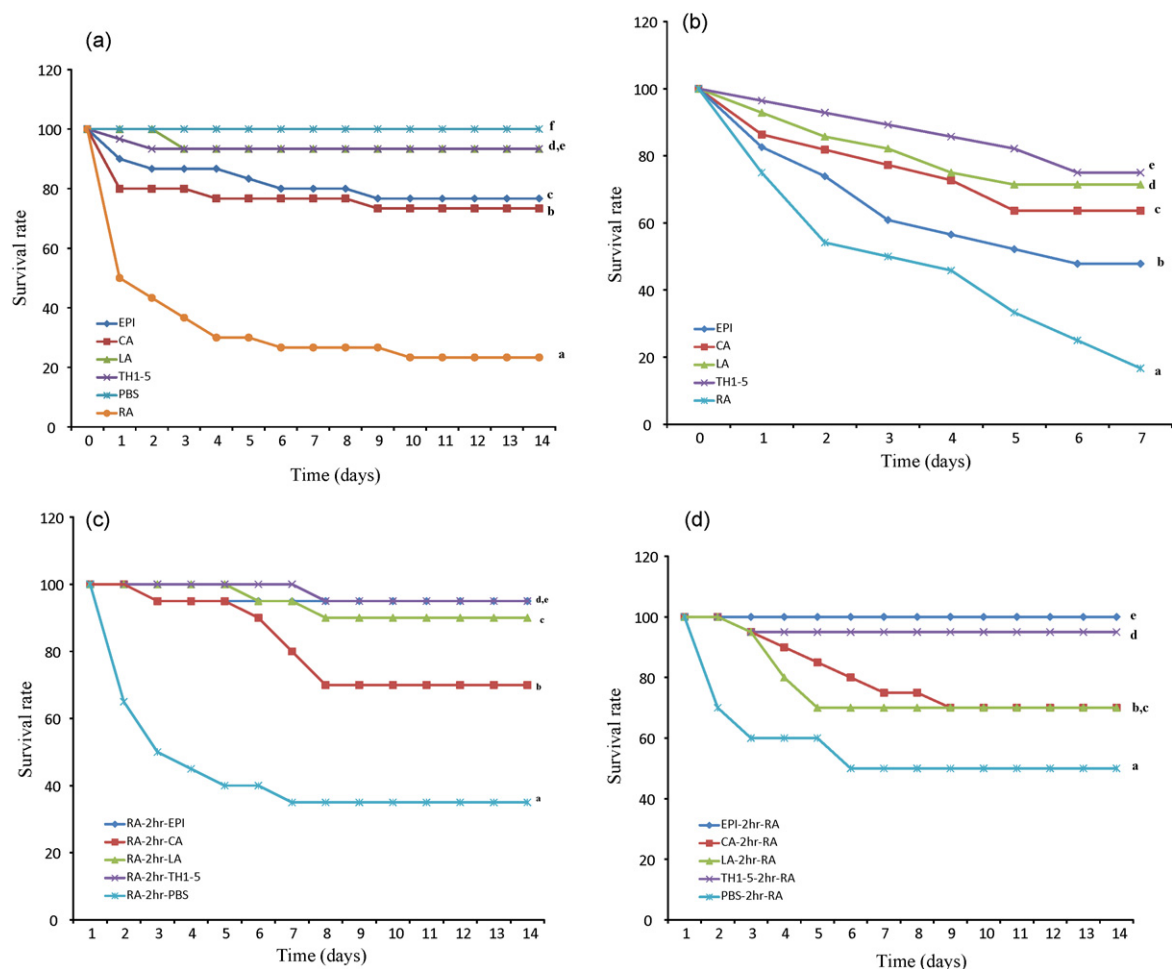 (a)
120
100
80
60
40
20
0
Survival rate
f
d,e
c
b
a
EPI
CA
LA
TH1-5
PBS
RA
0 1 2 3 4 5 6 7 8 9 10 11 12 13 14
Time (days)
(b)
120
100
80
60
40
20
0
Survival rate
e
d
c
b
a
EPI
CA
LA
TH1-5
RA
0 1 2 3 4 5 6 7
Time (days)
(c)
120
100
80
60
40
20
0
Survival rate
d,e
c
b
a
RA-2hr-EPI
RA-2hr-CA
RA-2hr-LA
RA-2hr-TH1-5
RA-2hr-PBS
1 2 3 4 5 6 7 8 9 10 11 12 13 14
Time (days)
(d)
120
100
80
60
40
20
0
Survival rate
e
d
b,c
a
EPI-2hr-RA
CA-2hr-RA
LA-2hr-RA
TH1-5-2hr-RA
PBS-2hr-RA
1 2 3 4 5 6 7 8 9 10 11 12 13 14
Time (days)